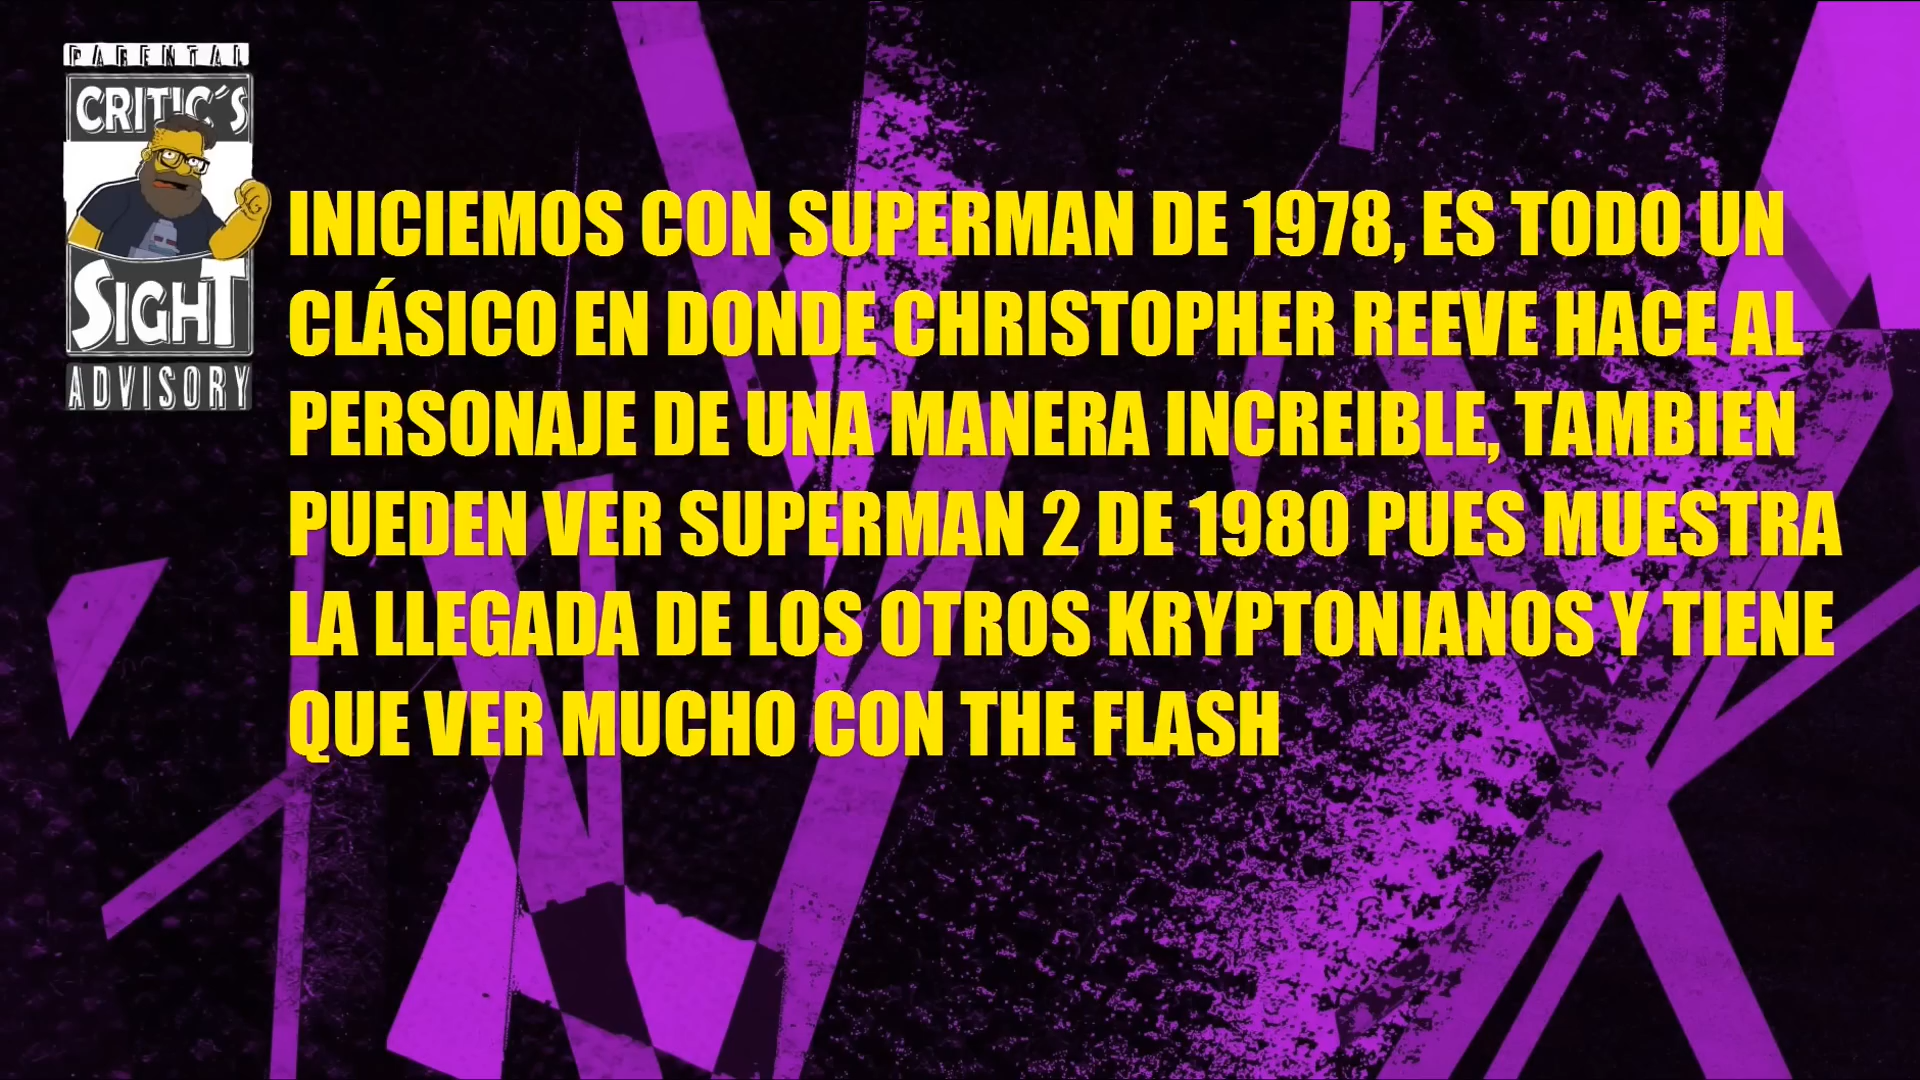 PARENTAL
CRITIC´S
SIGHT
ADVISORY
INICIEMOS CON SUPERMAN DE 1978, ES TODO UN
CLÁSICO EN DONDE CHRISTOPHER REEVE HACE AL
PERSONAJE DE UNA MANERA INCREIBLE, TAMBIEN
PUEDEN VER SUPERMAN 2 DE 1980 PUES MUESTRA
LA LLEGADA DE LOS OTROS KRYPTONIANOS Y TIENE
QUE VER MUCHO CON THE FLASH